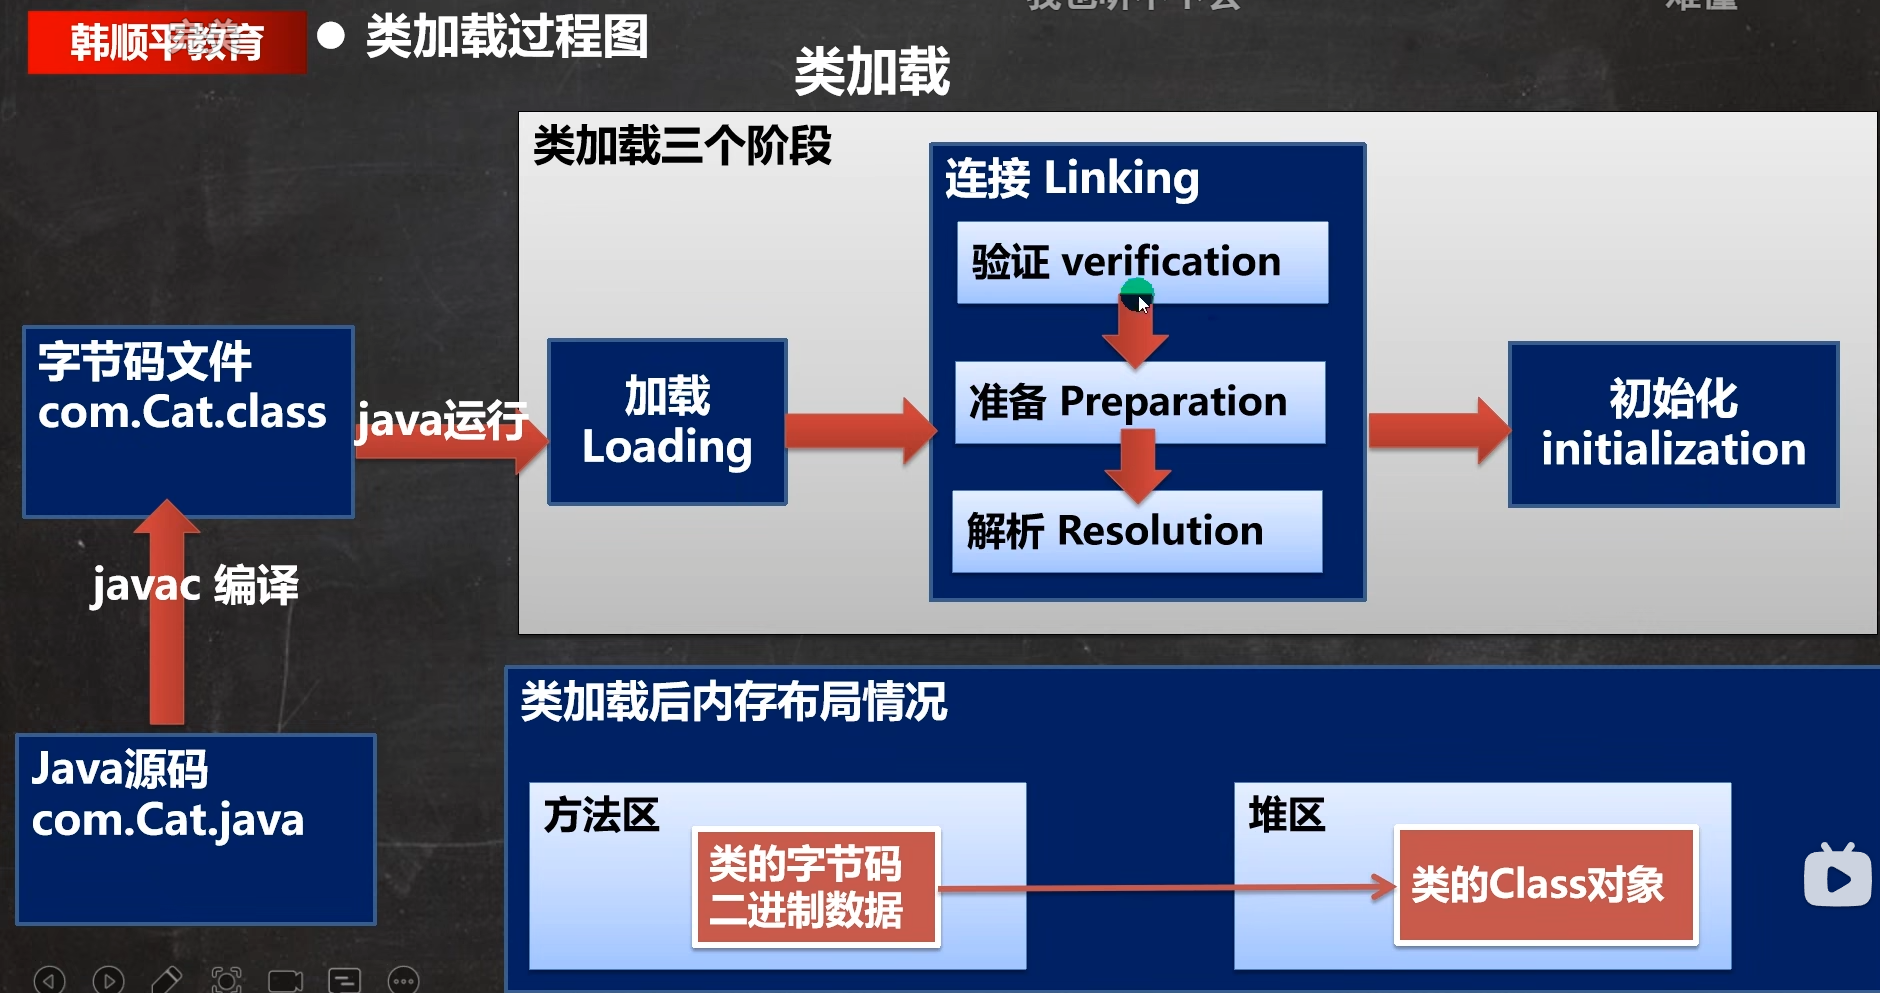 韩顺平教育
● 类加载过程图
类加载
类加载三个阶段
连接 Linking
验证 verification
准备 Preparation
解析 Resolution
字节码文件
com.Cat.class
java运行
加载
Loading
初始化
initialization
javac 编译
Java源码
com.Cat.java
类加载后内存布局情况
方法区
类的字节码
二进制数据
堆区
类的Class对象